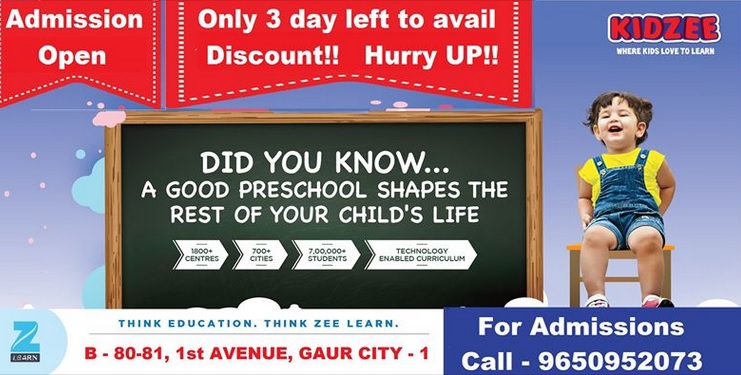 Admission
Open
Only 3 day left to avail
Discount!! Hurry UP!!
KIDZEE
WHERE KIDS LOVE TO LEARN
DID YOU KNOW...
A GOOD PRESCHOOL SHAPES THE
REST OF YOUR CHILD'S LIFE
1800+
CENTRES
700+
CITIES
7,00,000+
STUDENTS
TECHNOLOGY
ENABLED CURRICULUM
Z
LEARN
THINK EDUCATION. THINK ZEE LEARN.
B - 80-81, 1st AVENUE, GAUR CITY - 1
For Admissions
Call - 9650952073